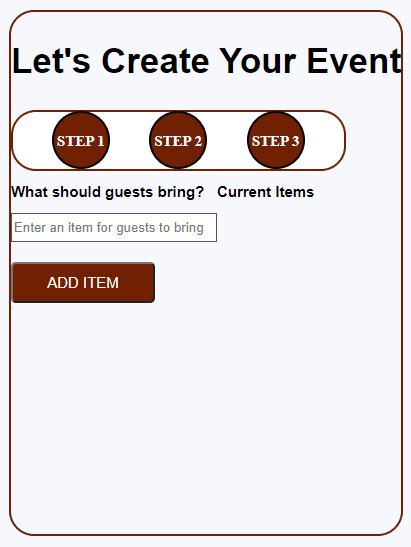 Let's Create Your Event
STEP 1 STEP 2 STEP 3
What should guests bring? Current Items
Enter an item for guests to bring
ADD ITEM